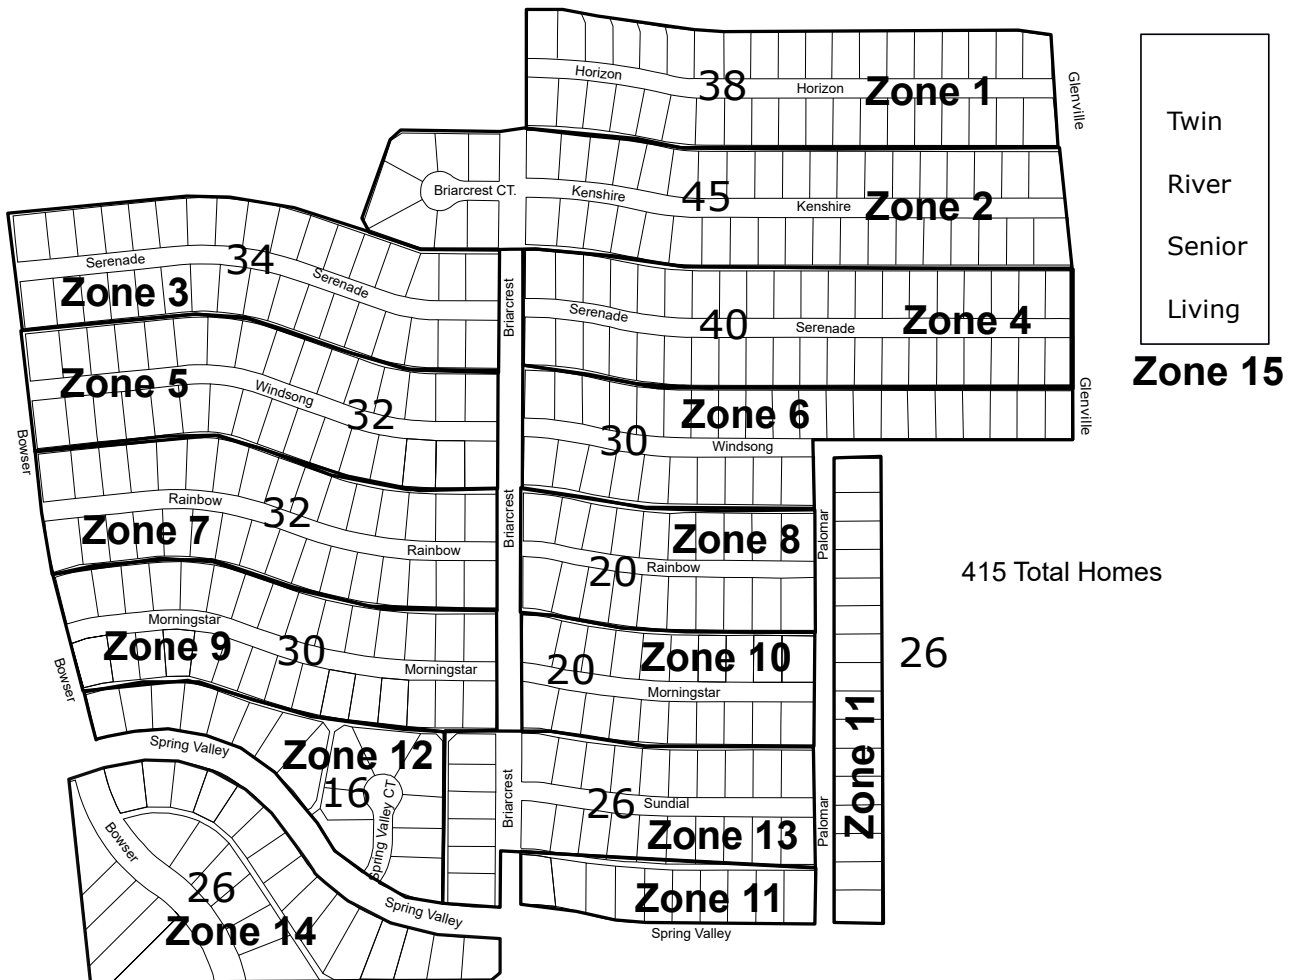 Horizon
38
Horizon
Zone 1
Glenville
Twin
River
Senior
Living
Zone 15
Briarcrest CT.
Kenshire
45
Kenshire
Zone 2
Serenade
34
Serenade
Zone 3
Briarcrest
Serenade
40
Serenade
Zone 4
Zone 5
Windsong
32
Bowser
Zone 6
30
Windsong
Glenville
Rainbow
32
Zone 7
Rainbow
Briarcrest
Zone 8
20
Rainbow
Palomar
415 Total Homes
Morningstar
Zone 9
30
Morningstar
Bowser
Zone 10
20
Morningstar
26
Zone 11
Spring Valley
Zone 12
16
Spring Valley CT
Briarcrest
26
Sundial
Zone 13
Palomar
Bowser
26
Zone 14
Spring Valley
Zone 11
Spring Valley